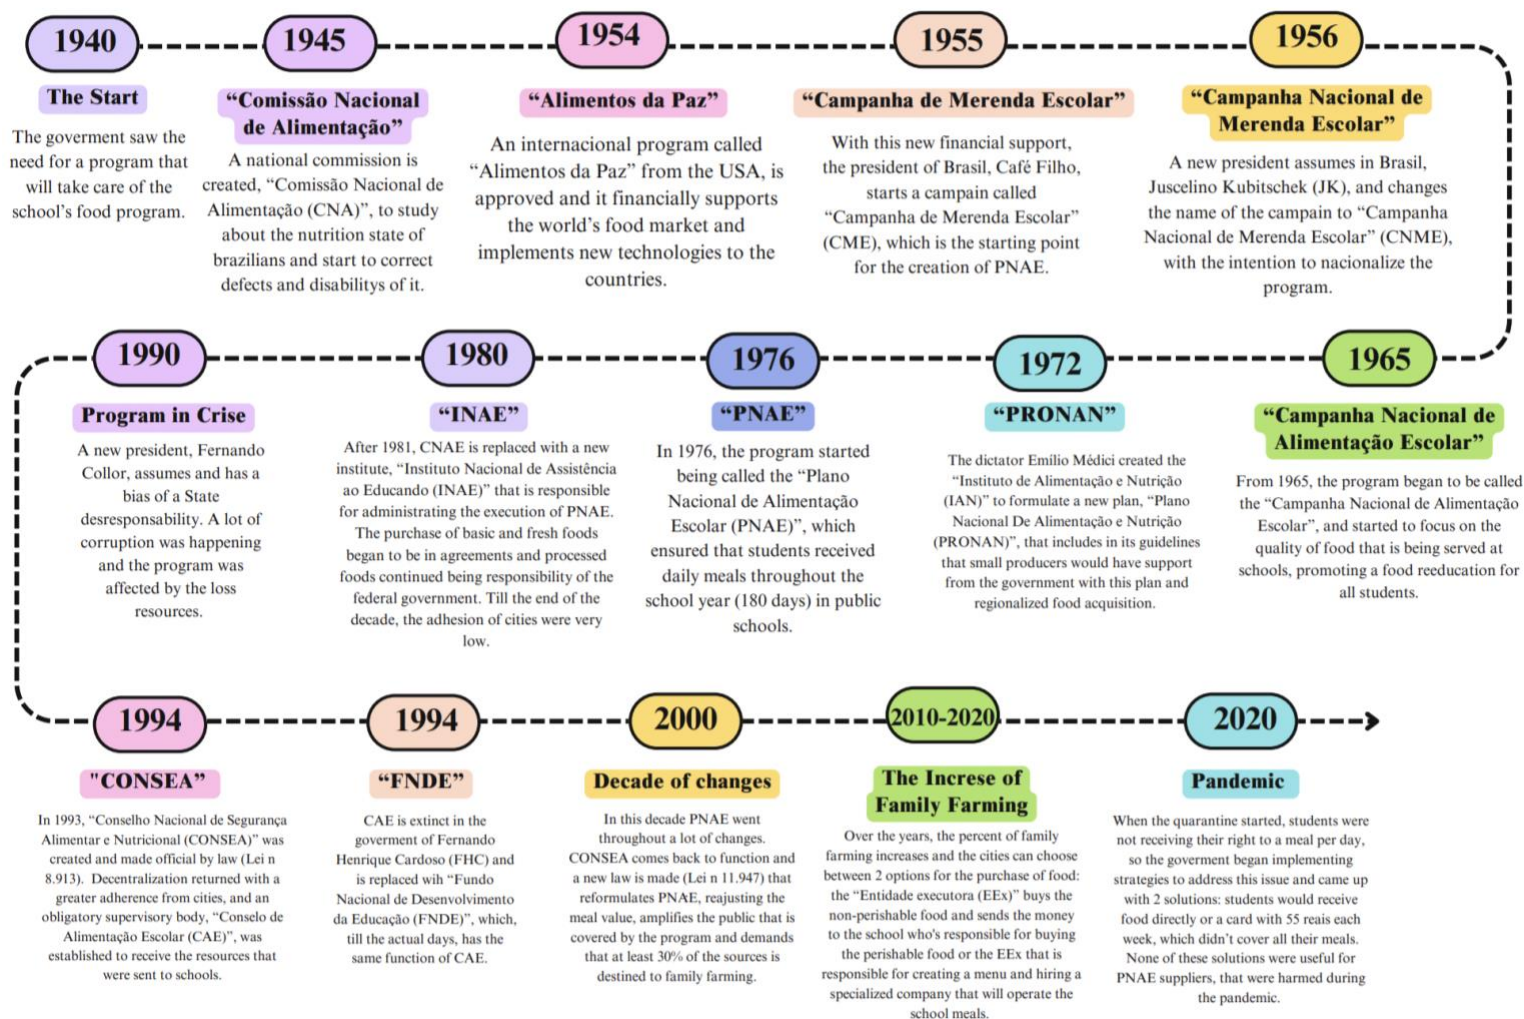 1940
The Start
The goverment saw the
need for a program that
will take care of the
school's food program.
1945
“Comissão Nacional
de Alimentação”
A national commission is
created, “Comissão Nacional de
Alimentação (CNA)”, to study
about the nutrition state of
brazilians and start to correct
defects and disabilitys of it.
1954
“Alimentos da Paz”
An internacional program called
“Alimentos da Paz” from the USA, is
approved and it financially supports
the world's food market and
implements new technologies to the
countries.
1955
“Campanha de Merenda Escolar”
With this new financial support,
the president of Brasil, Café Filho,
starts a campain called
“Campanha de Merenda Escolar”
(CME), which is the starting point
for the creation of PNAE.
1956
“Campanha Nacional de
Merenda Escolar”
A new president assumes in Brasil,
Juscelino Kubitschek (JK), and changes
the name of the campain to “Campanha
Nacional de Merenda Escolar” (CNME),
with the intention to nacionalize the
program.
1965
“Campanha Nacional de
Alimentação Escolar”
From 1965, the program began to be called
the “Campanha Nacional de Alimentação
Escolar”, and started to focus on the
quality of food that is being served at
schools, promoting a food reeducation for
all students.
1972
“PRONAN”
The dictator Emílio Médici created the
“Instituto de Alimentação e Nutrição
(IAN)” to formulate a new plan, “Plano
Nacional De Alimentação e Nutrição
(PRONAN)”, that includes in its guidelines
that small producers would have support
from the government with this plan and
regionalized food acquisition.
1976
“PNAE”
In 1976, the program started
being called the “Plano
Nacional de Alimentação
Escolar (PNAE)”, which
ensured that students received
daily meals throughout the
school year (180 days) in public
schools.
1980
“INAE”
After 1981, CNAE is replaced with a new
institute, “Instituto Nacional de Assistência
ao Educando (INAE)” that is responsible
for administrating the execution of PNAE.
The purchase of basic and fresh foods
began to be in agreements and processed
foods continued being responsibility of the
federal government. Till the end of the
decade, the adhesion of cities were very
low.
1990
Program in Crise
A new president, Fernando
Collor, assumes and has a
bias of a State
desresponsability. A lot of
corruption was happening
and the program was
affected by the loss
resources.
1994
"CONSEA”
In 1993, “Conselho Nacional de Segurança
Alimentar e Nutricional (CONSEA)” was
created and made official by law (Lei n
8.913). Decentralization returned with a
greater adherence from cities, and an
obligatory supervisory body, “Conselo de
Alimentação Escolar (CAE)”, was
established to receive the resources that
were sent to schools.
1994
“FNDE”
CAE is extinct in the
goverment of Fernando
Henrique Cardoso (FHC) and
is replaced wih “Fundo
Nacional de Desenvolvimento
da Educação (FNDE)”, which,
till the actual days, has the
same function of CAE.
2000
Decade of changes
In this decade PNAE went
throughout a lot of changes.
CONSEA comes back to function and
a new law is made (Lei n 11.947) that
reformulates PNAE, reajusting the
meal value, amplifies the public that is
covered by the program and demands
that at least 30% of the sources is
destined to family farming.
2010-2020
The Increse of
Family Farming
Over the years, the percent of family
farming increases and the cities can choose
between 2 options for the purchase of food:
the “Entidade executora (EEx)” buys the
non-perishable food and sends the money
to the school who's responsible for buying
the perishable food or the EEx that is
responsible for creating a menu and hiring a
specialized company that will operate the
school meals.
2020
Pandemic
When the quarantine started, students were
not receiving their right to a meal per day,
so the goverment began implementing
strategies to address this issue and came up
with 2 solutions: students would receive
food directly or a card with 55 reais each
week, which didn't cover all their meals.
None of these solutions were useful for
PNAE suppliers, that were harmed during
the pandemic.